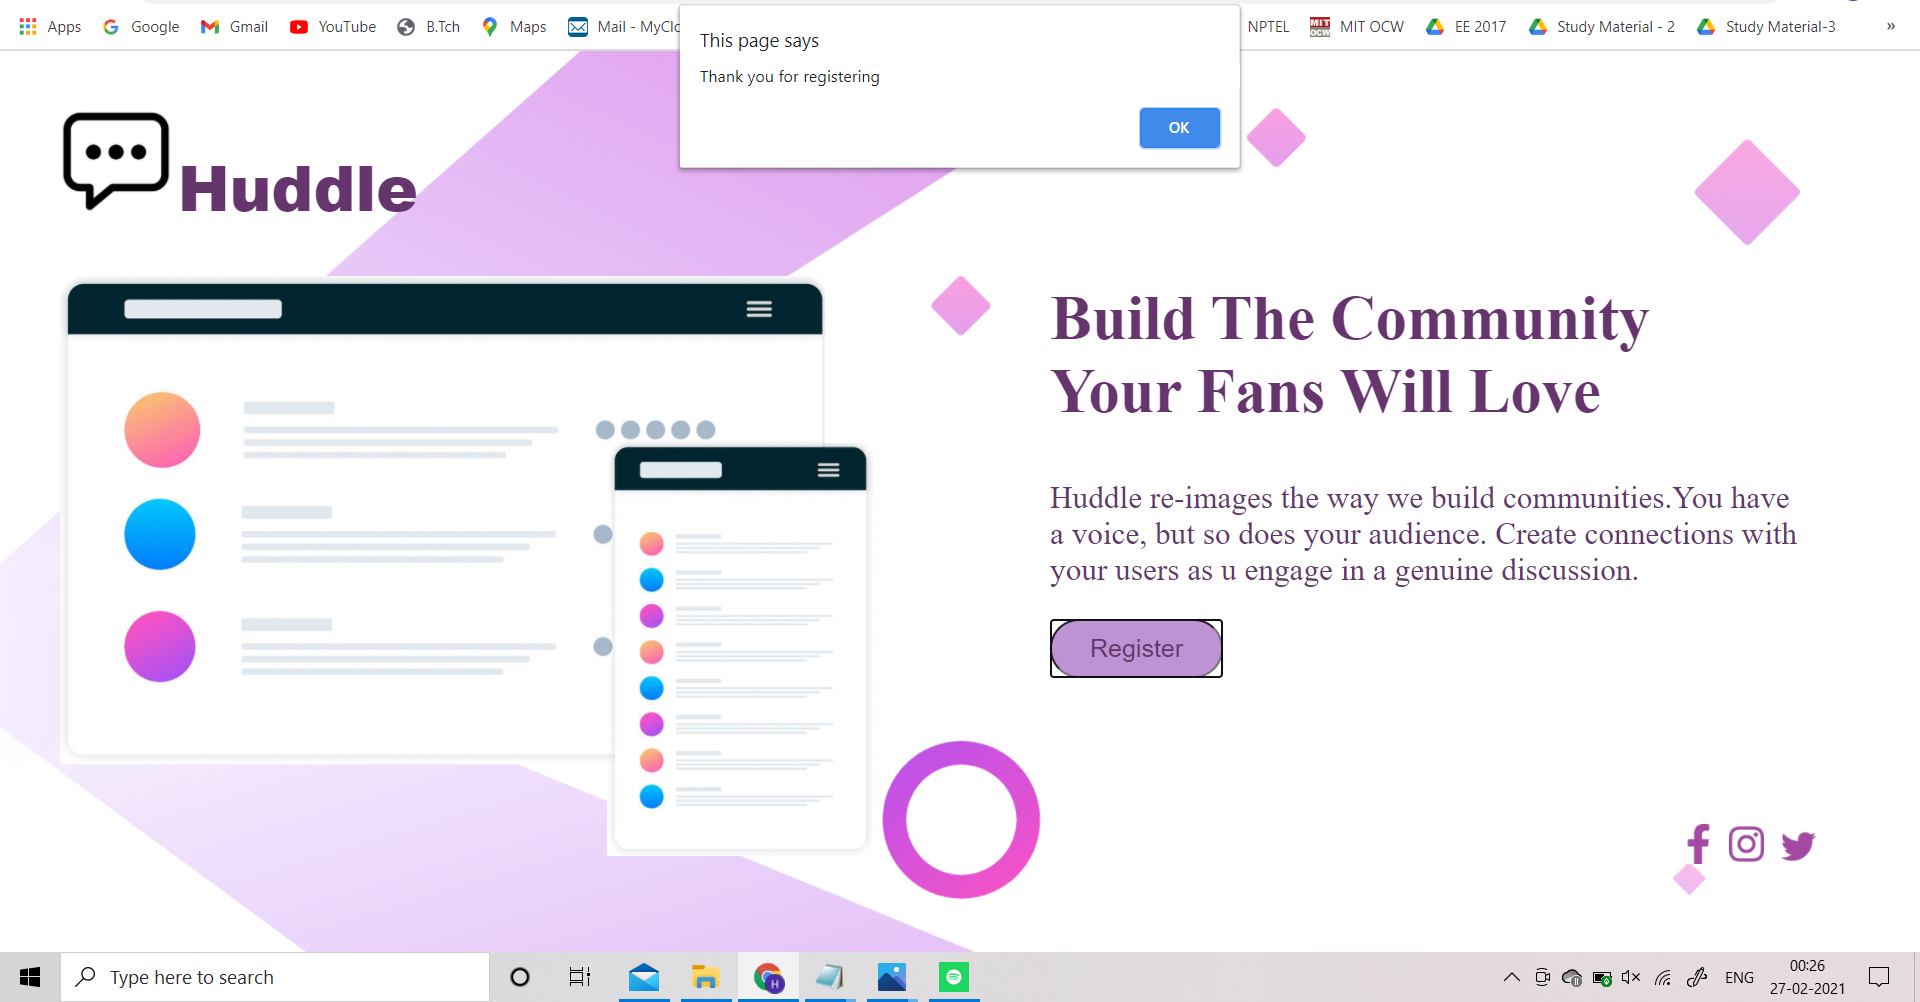 Apps Google Gmail YouTube B.Tch Maps Mail - MyClo NPTEL MIT OCW EE 2017 Study Material - 2 Study Material-3 »
This page says
Thank you for registering
OK
Huddle
Build The Community
Your Fans Will Love
Huddle re-images the way we build communities.You have
a voice, but so does your audience. Create connections with
your users as u engage in a genuine discussion.
Register
Type here to search
H
ENG
00:26
27-02-2021